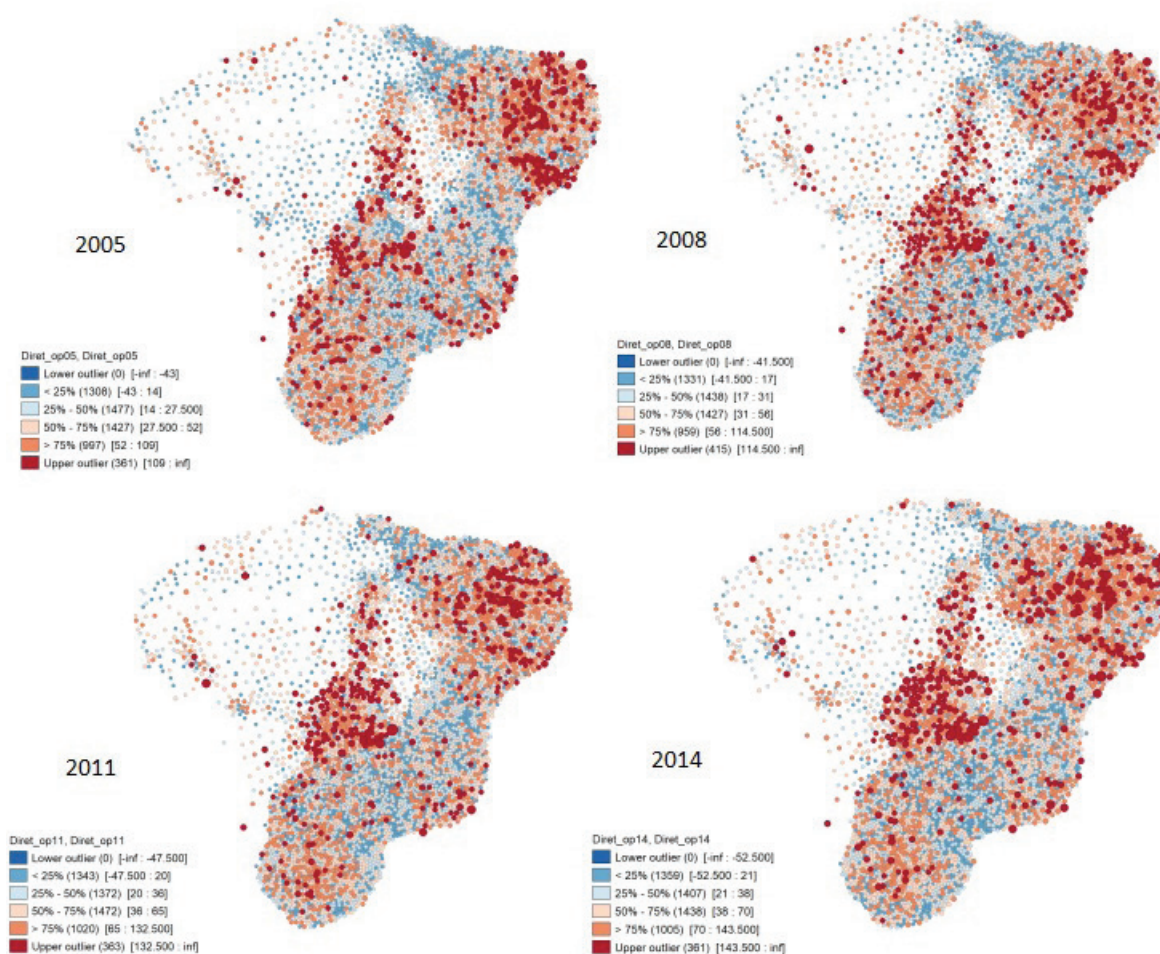 2005
Diret_op05, Diret_op05
Lower outlier (0) [-inf : -43]
< 25% (1308) [-43 : 14]
25% - 50% (1477) [14 : 27.500]
50% - 75% (1427) [27.500 : 52]
> 75% (997) [52 : 109]
Upper outlier (361) [109 : inf]
2008
Diret_op08, Diret_op08
Lower outlier (0) [-inf : -41.500]
< 25% (1331) [-41.500 : 17]
25% - 50% (1438) [17 : 31]
50% - 75% (1427) [31 : 56]
> 75% (959) [56 : 114.500]
Upper outlier (415) [114.500 : inf]
2011
Diret_op11, Diret_op11
Lower outlier (0) [-inf : -47.500]
< 25% (1343) [-47.500 : 20]
25% - 50% (1372) [20 : 36]
50% - 75% (1472) [36 : 65]
> 75% (1020) [65 : 132.500]
Upper outlier (363) [132.500 : inf]
2014
Diret_op14, Diret_op14
Lower outlier (0) [-inf : -52.500]
< 25% (1359) [-52.500 : 21]
25% - 50% (1407) [21 : 38]
50% - 75% (1438) [38 : 70]
> 75% (1005) [70 : 143.500]
Upper outlier (361) [143.500 : inf]